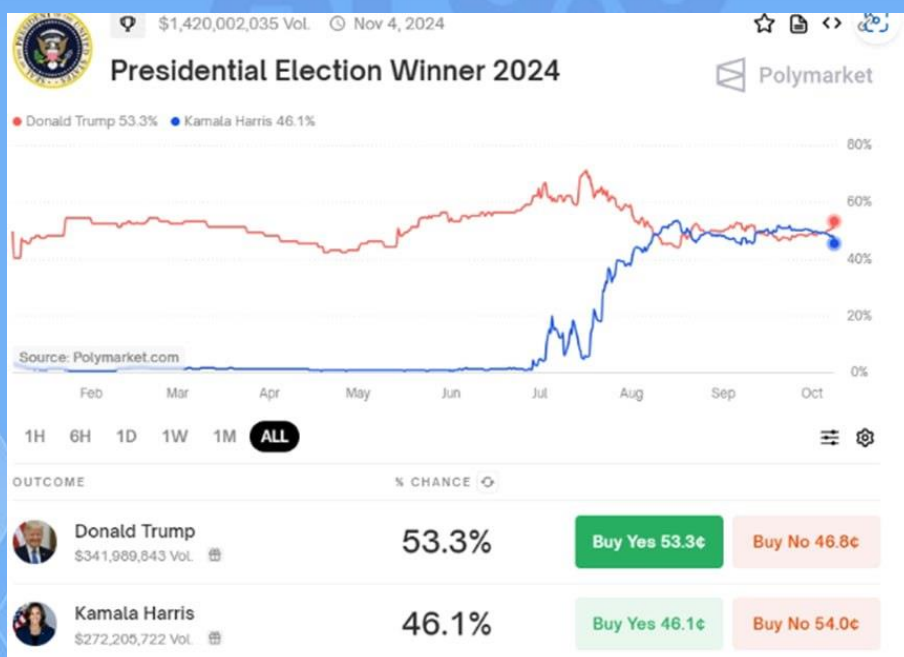 $1,420,002,035 Vol. Nov 4, 2024
Presidential Election Winner 2024
Polymarket
Donald Trump 53.3% Kamala Harris 46.1%
80%
60%
40%
20%
0%
Source: Polymarket.com
Feb Mar Apr May Jun Jul Aug Sep Oct
1H 6H 1D 1W 1M ALL
OUTCOME % CHANCE
Donald Trump
$341,989,843 Vol.
53.3%
Buy Yes 53.3¢ Buy No 46.8¢
Kamala Harris
$272,205,722 Vol.
46.1%
Buy Yes 46.1¢ Buy No 54.0¢